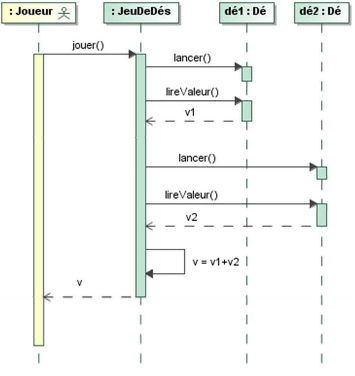 : Joueur
: JeuDeDés
dé1 : Dé
dé2 : Dé
jouer()
lancer()
lireValeur()
v1
lancer()
lireValeur()
v2
v = v1+v2
v